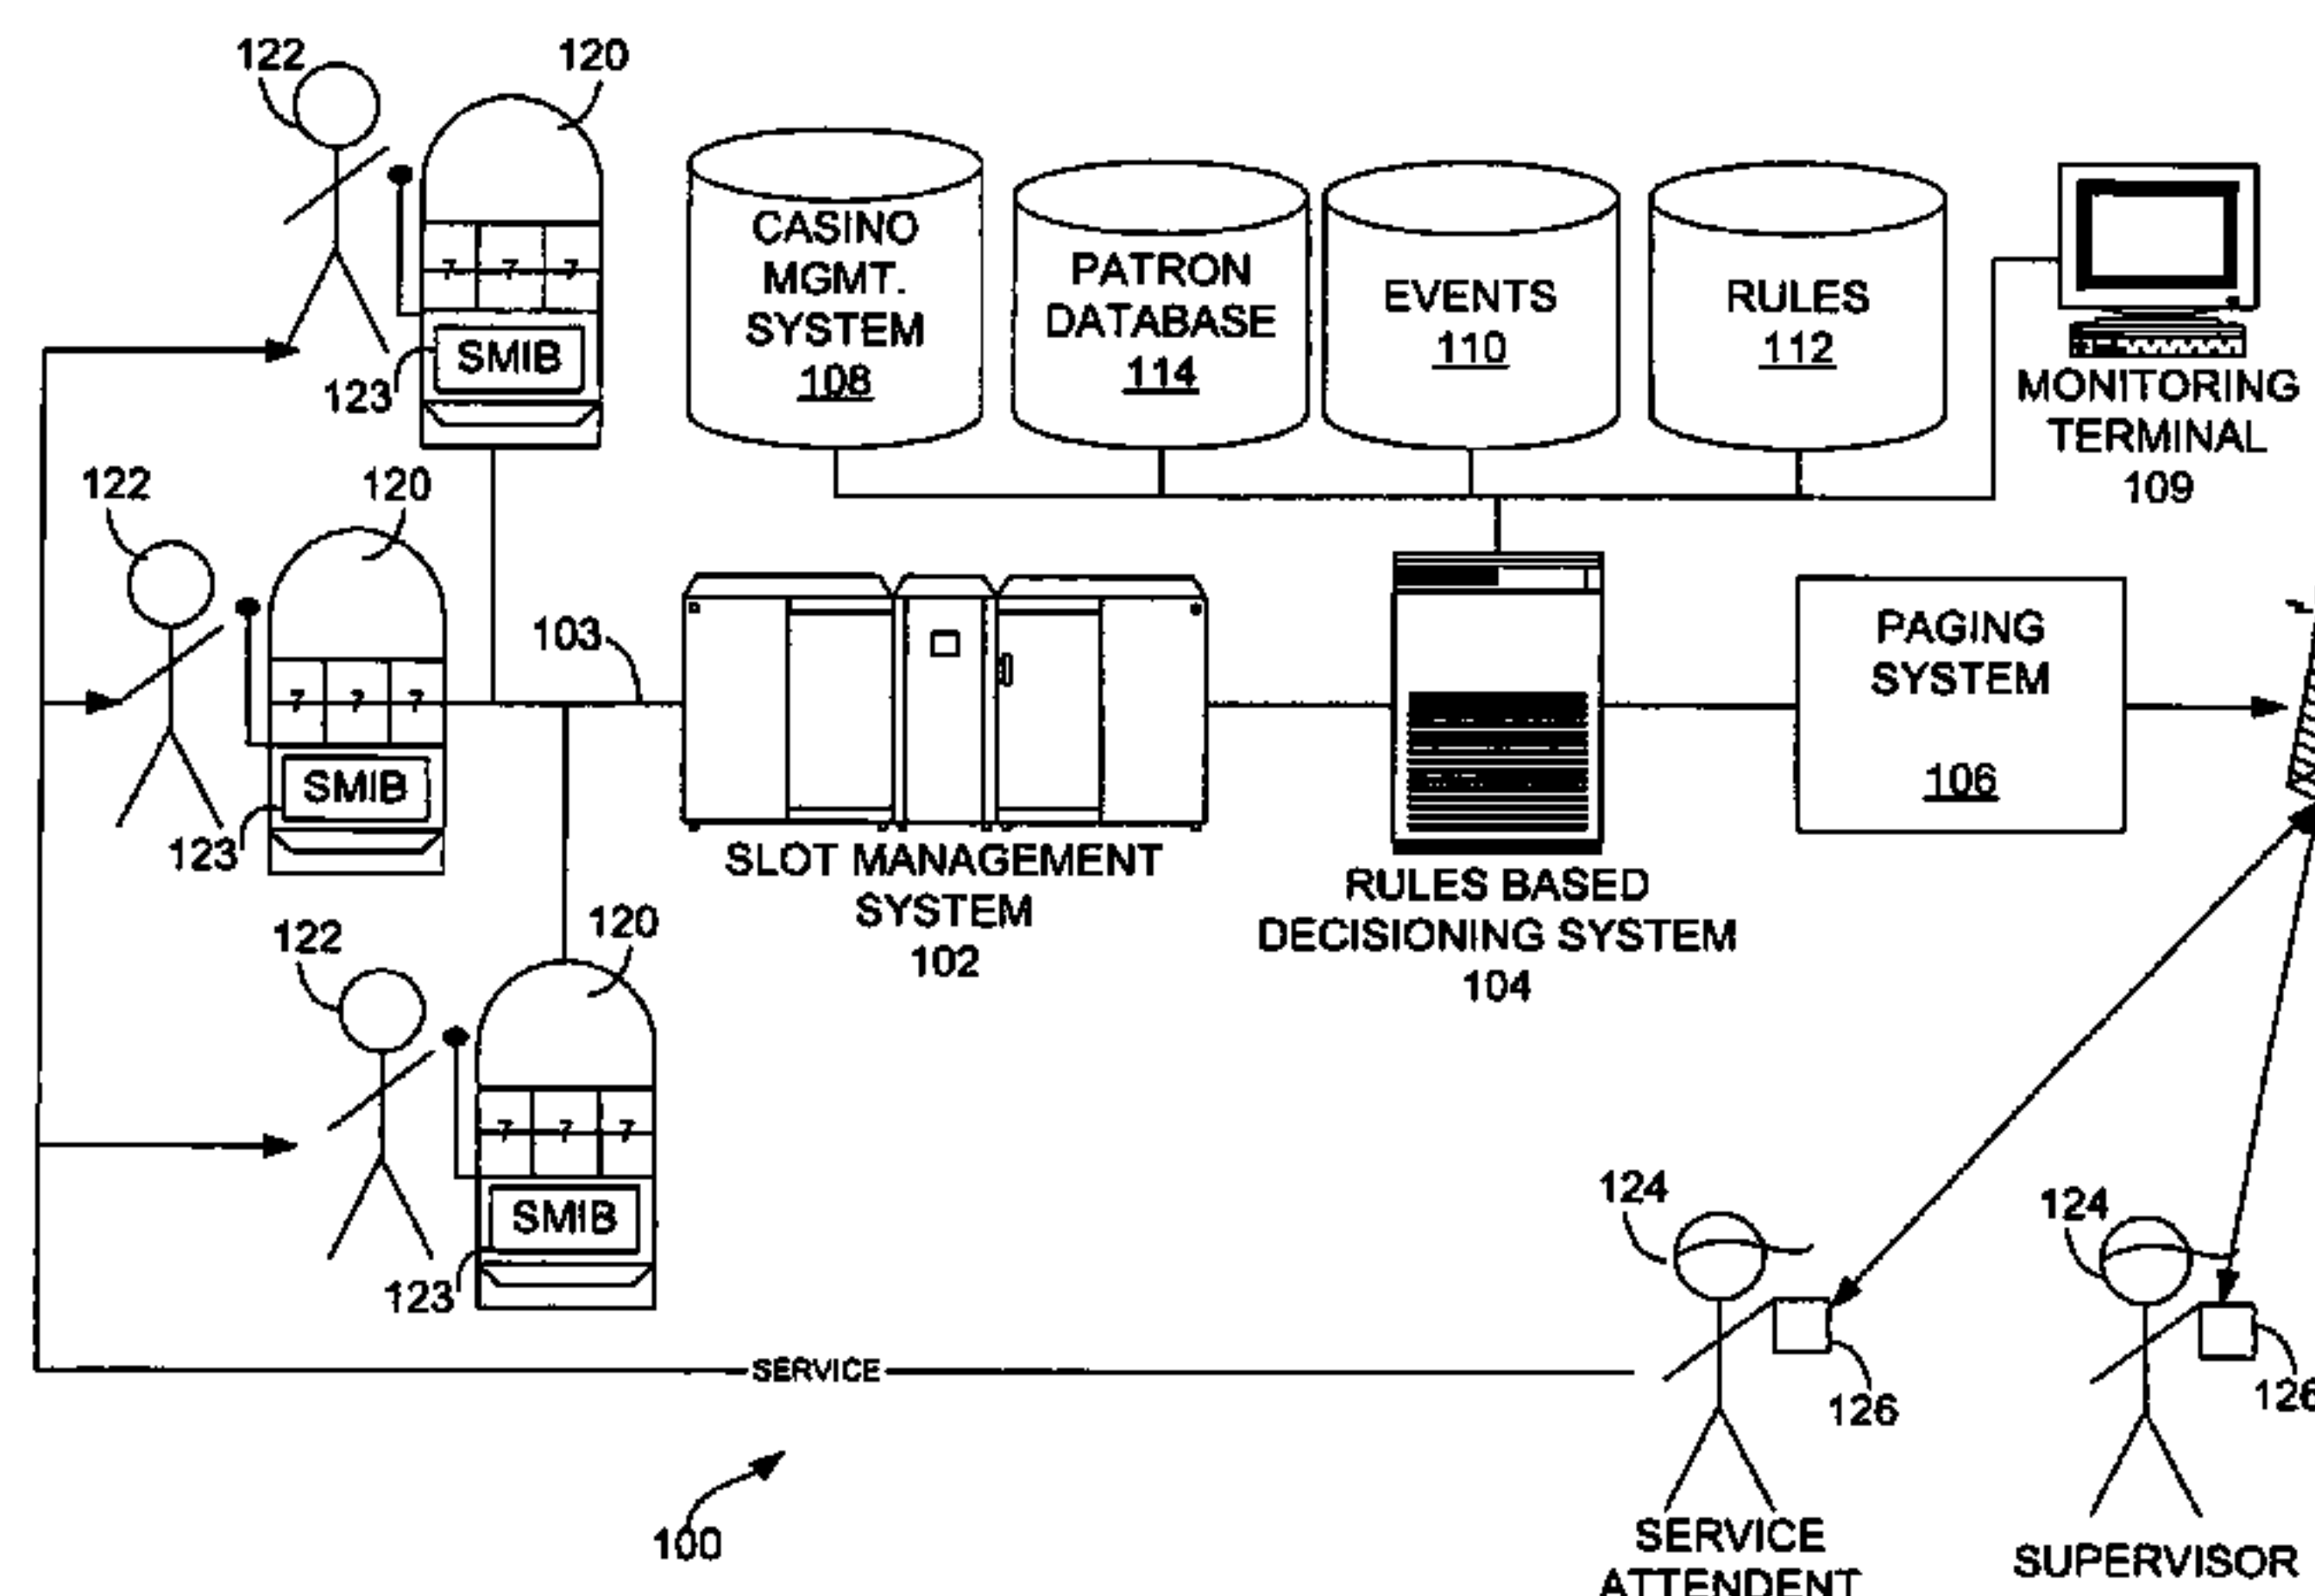 122
120
CASINO
MGMT.
SYSTEM
108
PATRON
DATABASE
114
EVENTS
110
RULES
112
7 7 7
SMIB
123
MONITORING
TERMINAL
109
122
120
103
7 7 7
SMIB
123
SLOT MANAGEMENT
SYSTEM
102
RULES BASED
DECISIONING SYSTEM
104
PAGING
SYSTEM
106
122
120
7 7 7
SMIB
123
124
124
126
126
SERVICE
100
SERVICE
ATTENDENT
SUPERVISOR